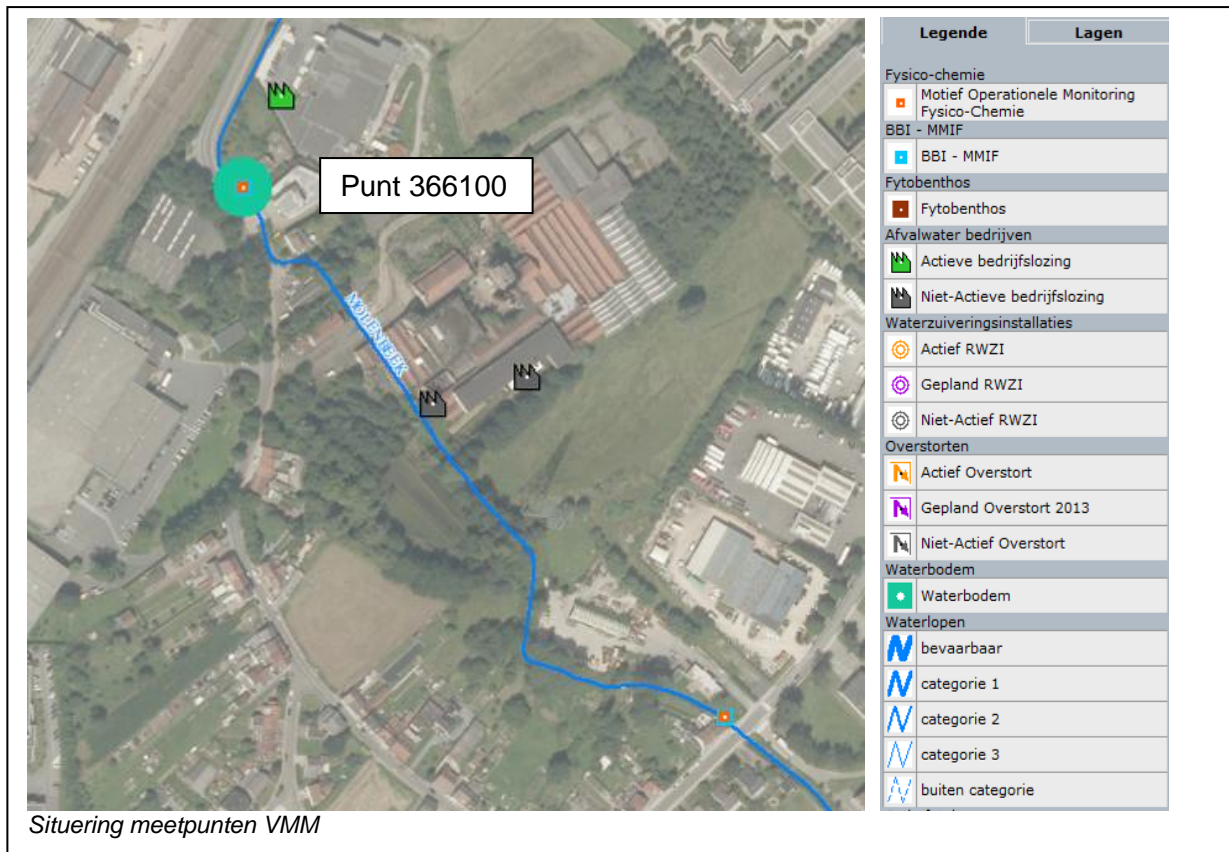 Punt 366100
MOLENBEEK
Legende Lagen
Fysico-chemie
Motief Operationele Monitoring
Fysico-Chemie
BBI - MMIF
BBI - MMIF
Fytobenthos
Fytobenthos
Afvalwater bedrijven
Actieve bedrijfslozing
Niet-Actieve bedrijfslozing
Waterzuiveringsinstallaties
Actief RWZI
Gepland RWZI
Niet-Actief RWZI
Overstorten
Actief Overstort
Gepland Overstort 2013
Niet-Actief Overstort
Waterbodem
Waterbodem
Waterlopen
bevaarbaar
categorie 1
categorie 2
categorie 3
buiten categorie
Situering meetpunten VMM